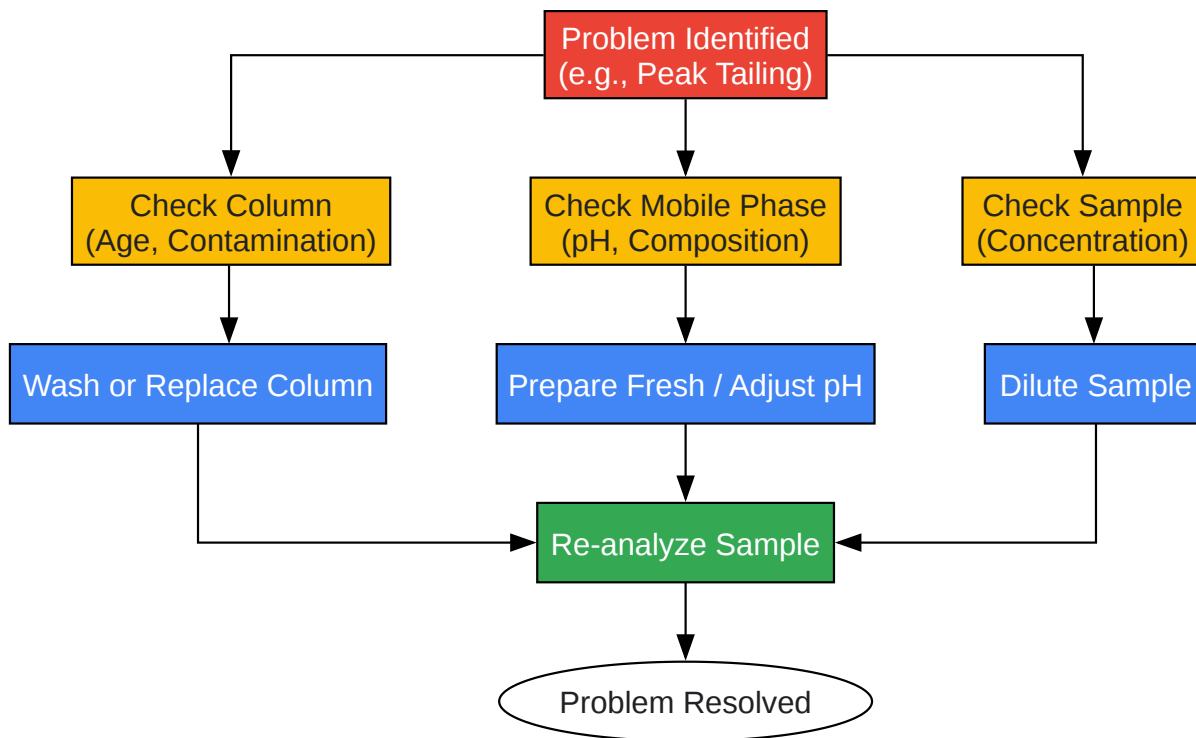 Problem Identified
(e.g., Peak Tailing)
Check Column
(Age, Contamination)
Check Mobile Phase
(pH, Composition)
Check Sample
(Concentration)
Wash or Replace Column
Prepare Fresh / Adjust pH
Dilute Sample
Re-analyze Sample
Problem Resolved